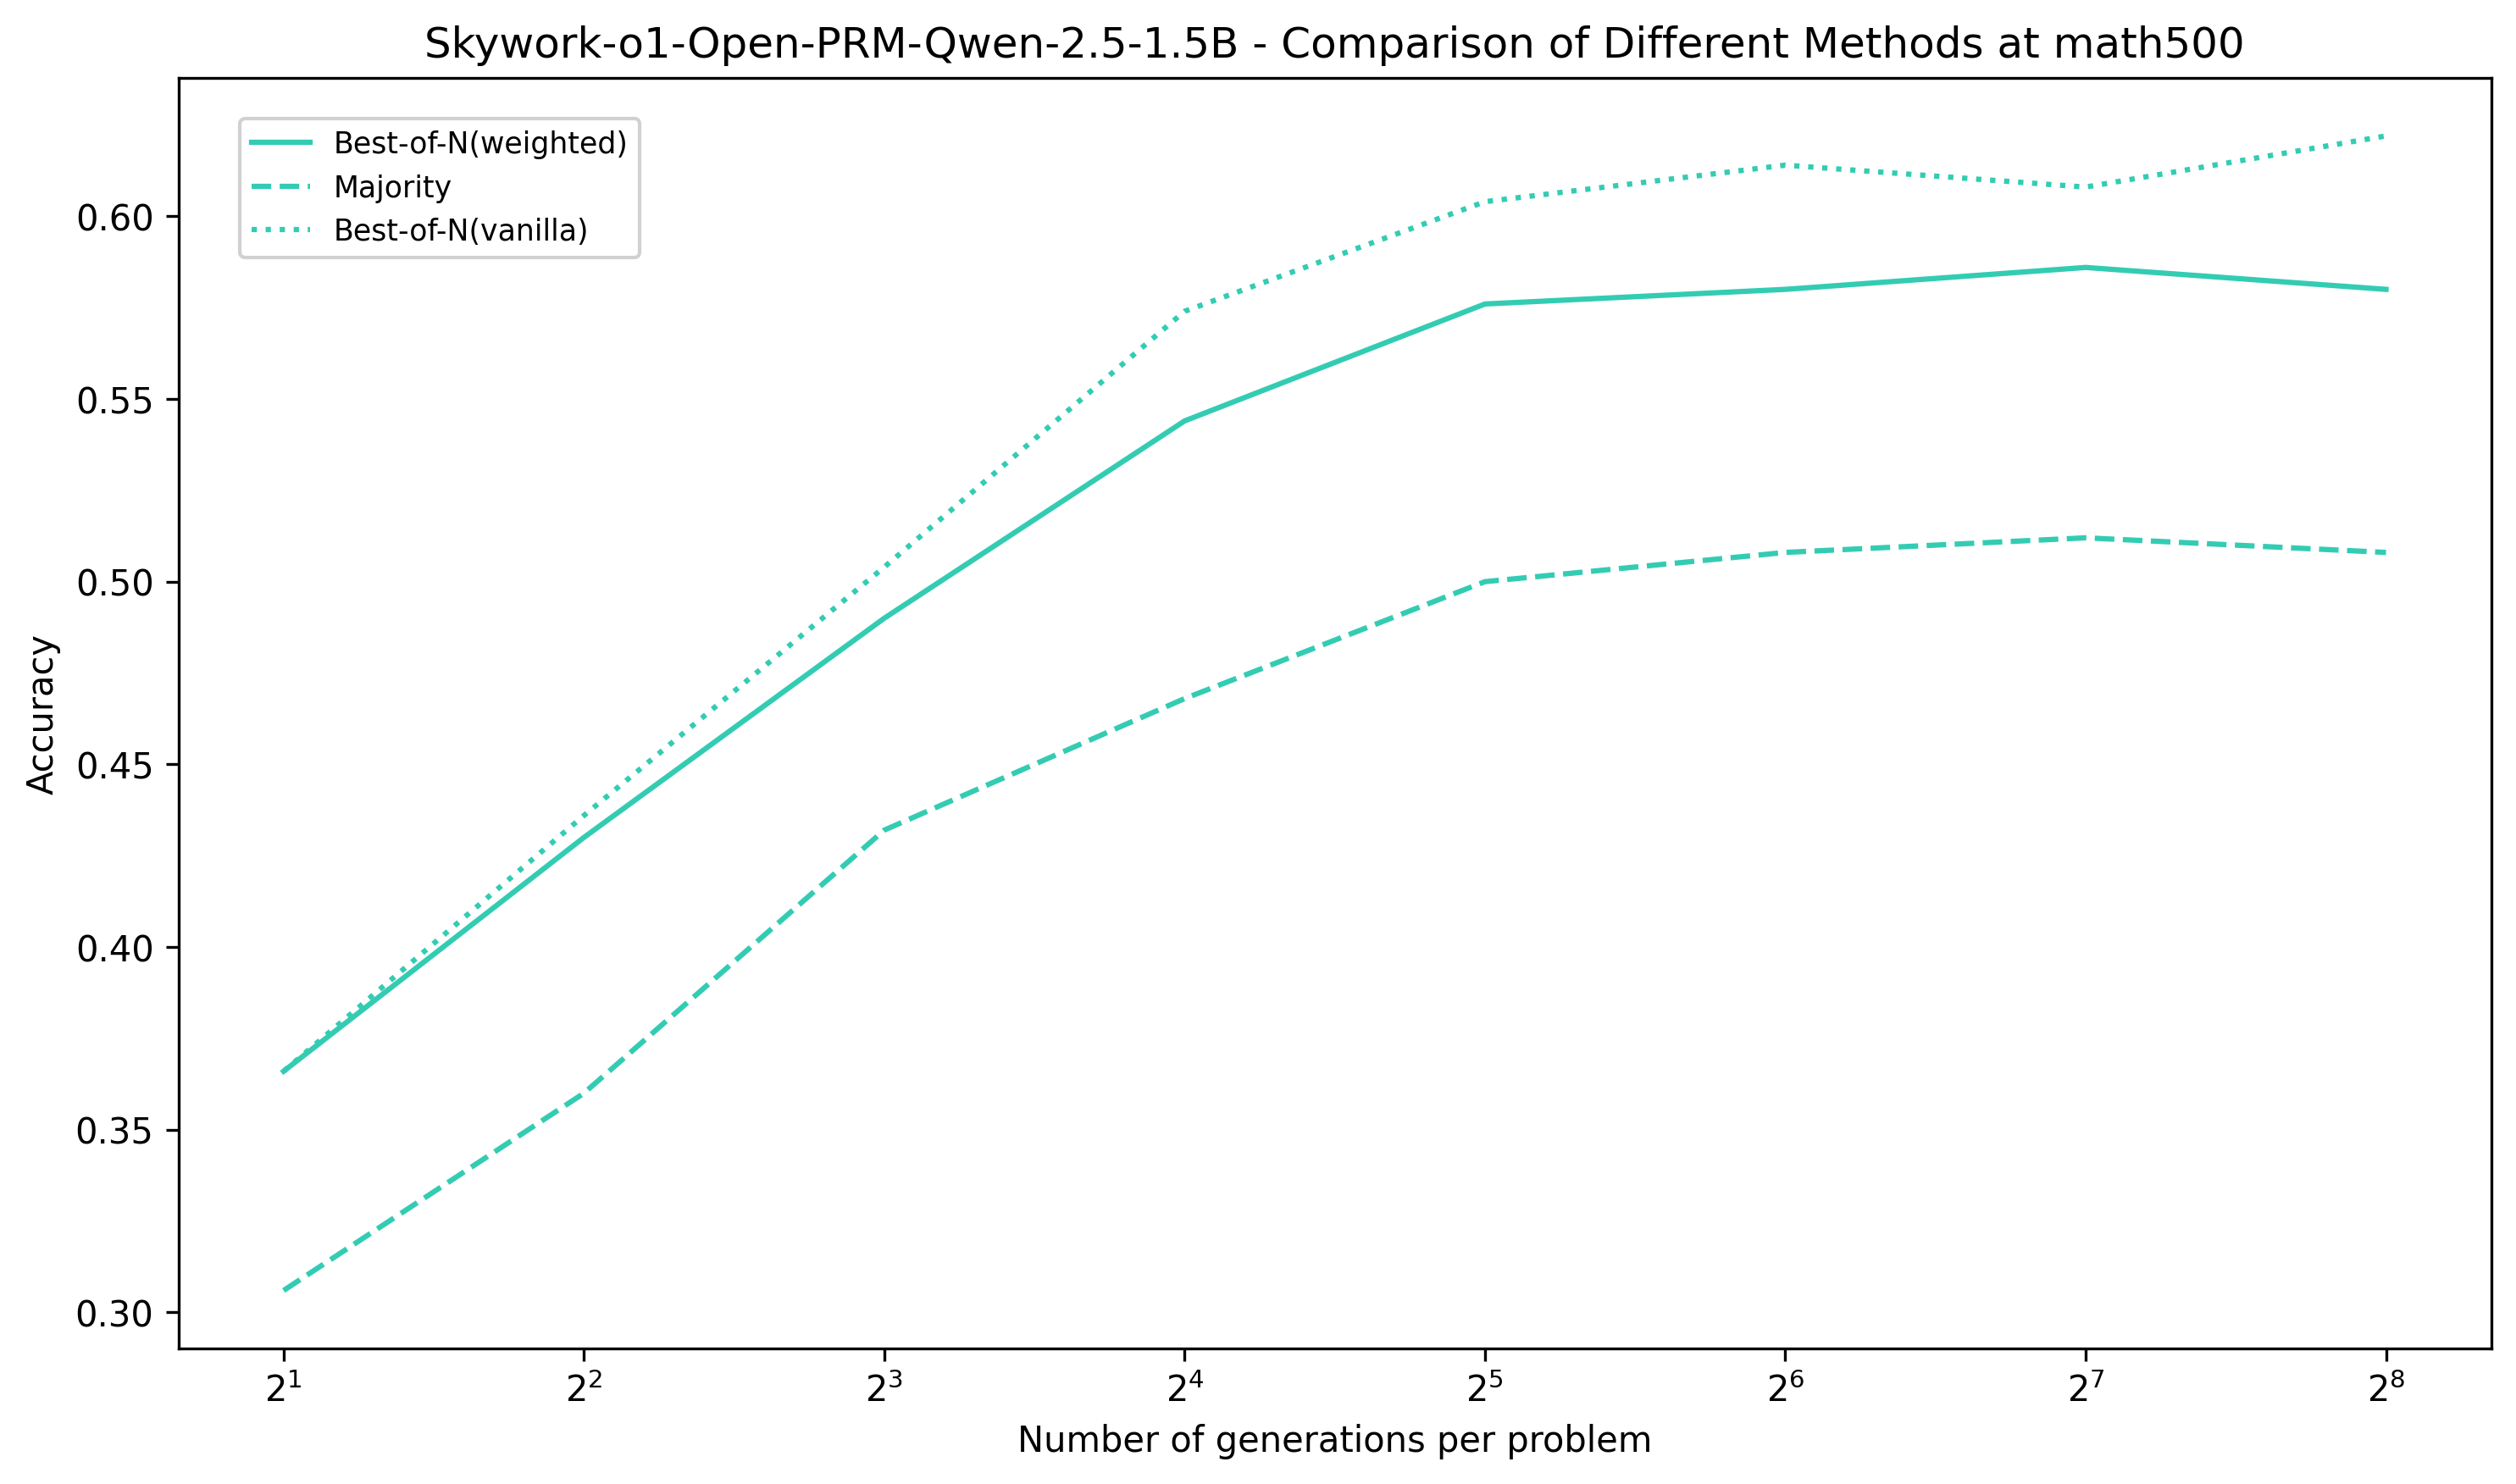 Skywork-o1-Open-PRM-Qwen-2.5-1.5B - Comparison of Different Methods at math500
Best-of-N(weighted)
Majority
Best-of-N(vanilla)
Accuracy
0.60
0.55
0.50
0.45
0.40
0.35
0.30
2¹ 2² 2³ 2⁴ 2⁵ 2⁶ 2⁷ 2⁸
Number of generations per problem